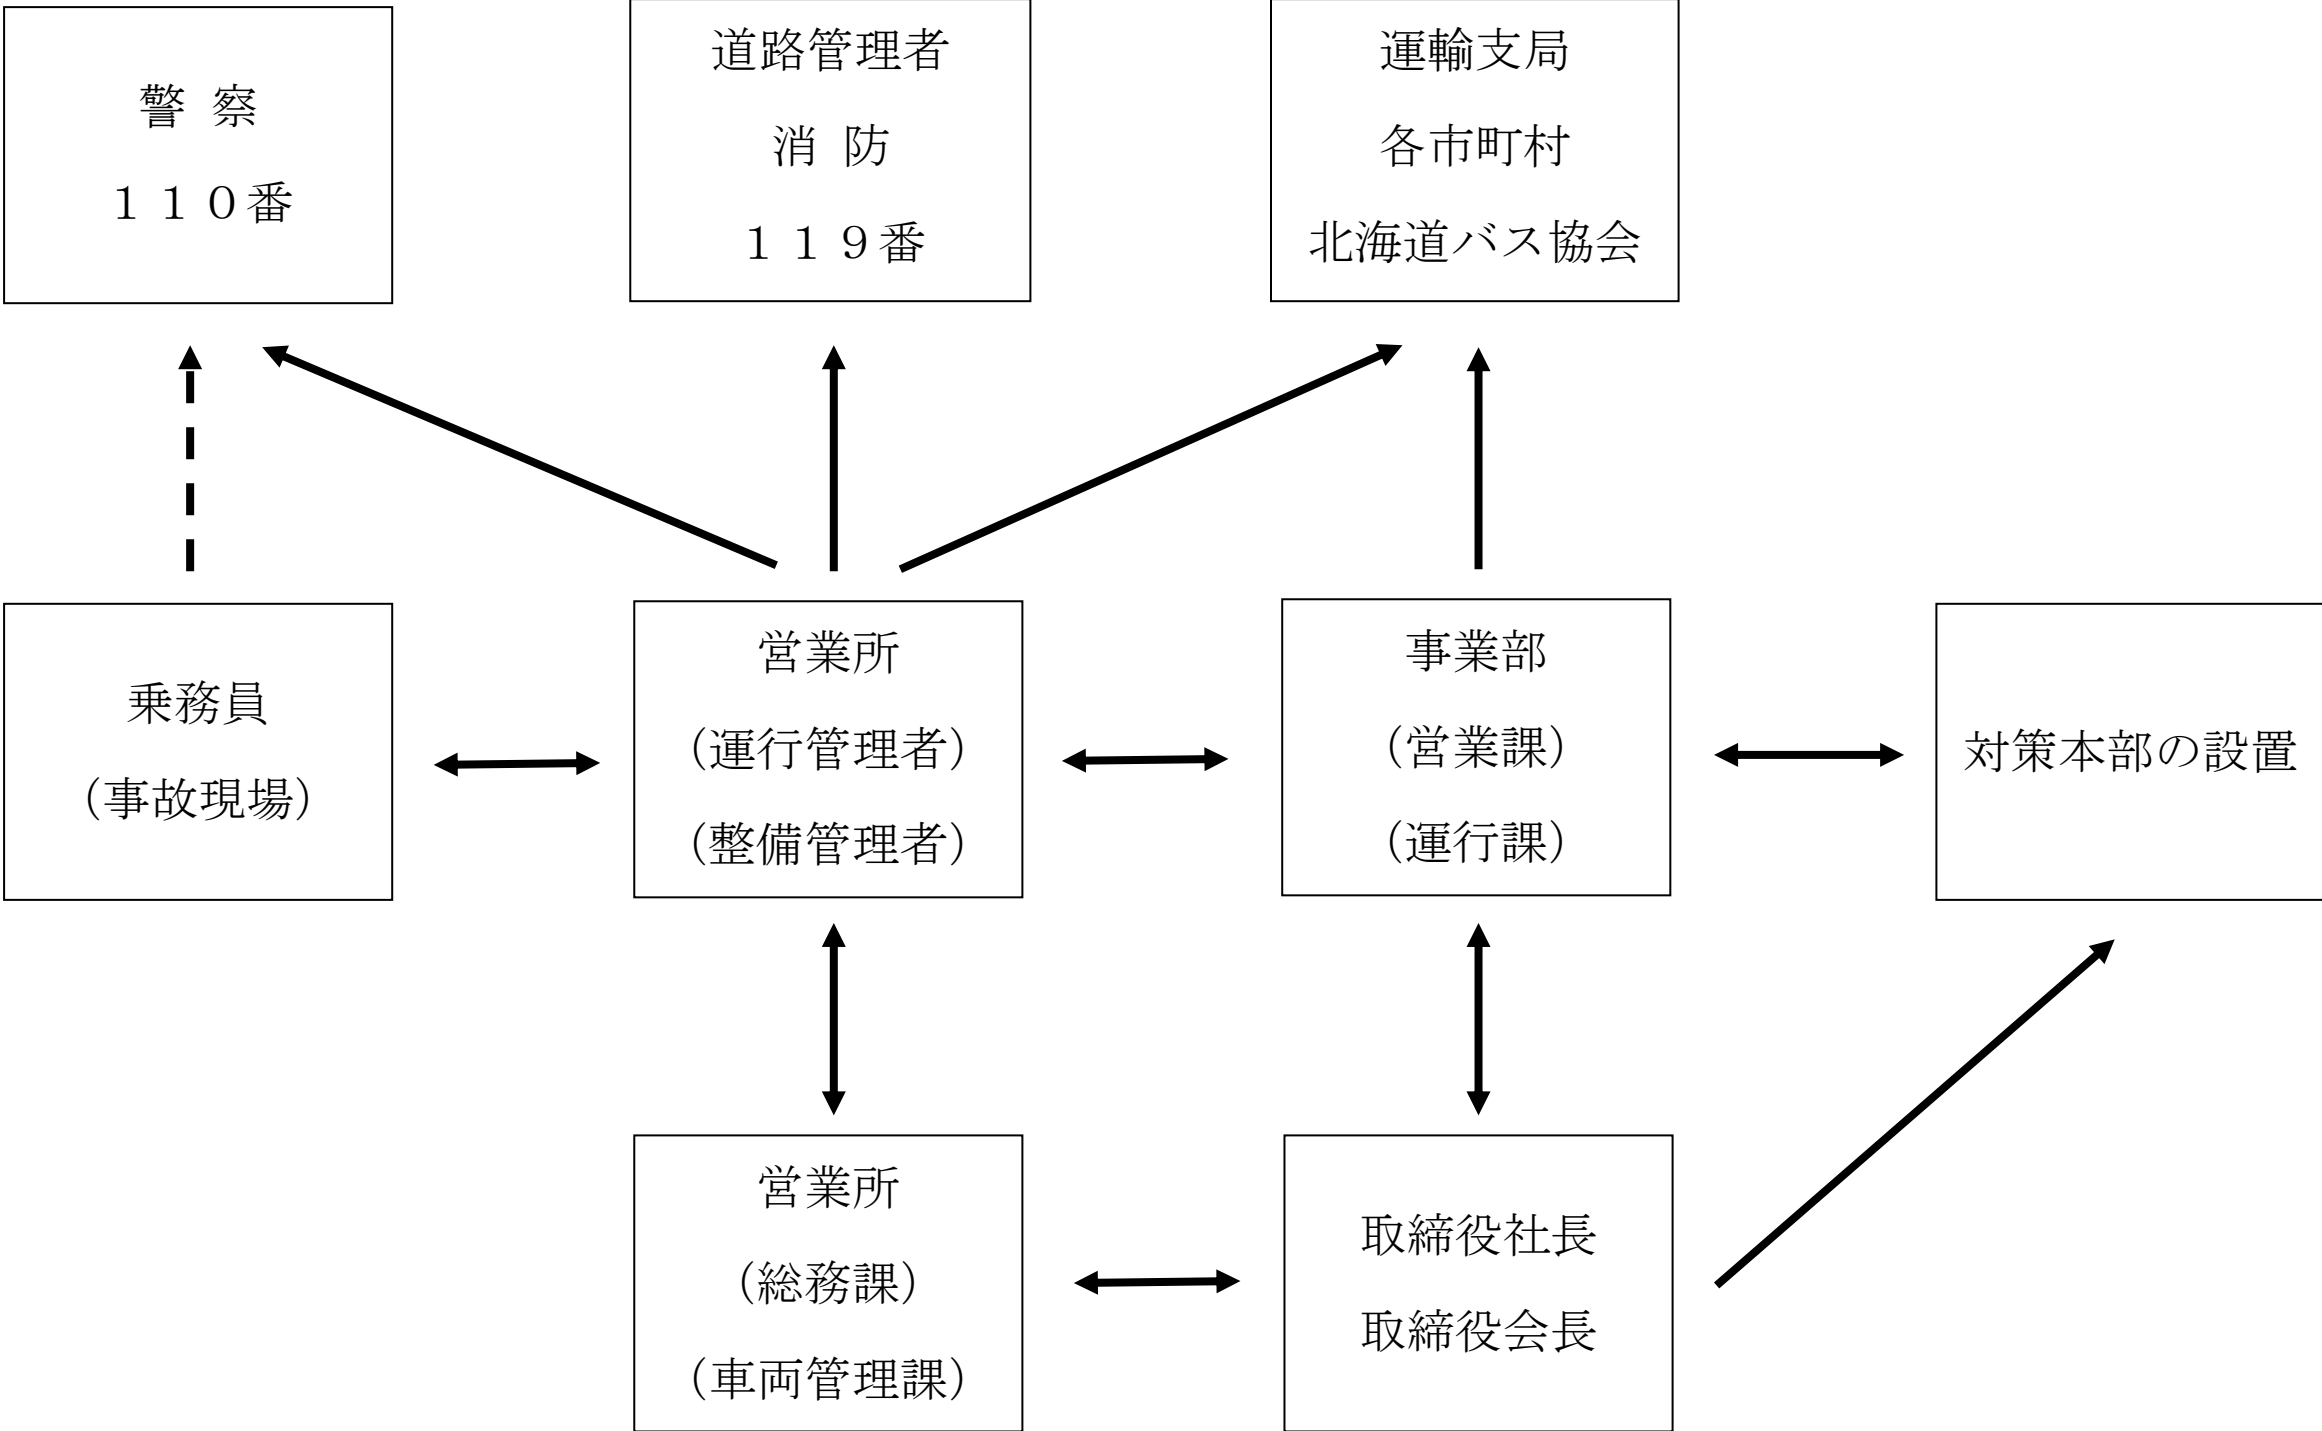 警 察
１１０番
道路管理者
消 防
１１９番
運輸支局
各市町村
北海道バス協会
乗務員
（事故現場）
営業所
（運行管理者）
（整備管理者）
事業部
（営業課）
（運行課）
対策本部の設置
営業所
（総務課）
（車両管理課）
取締役社長
取締役会長